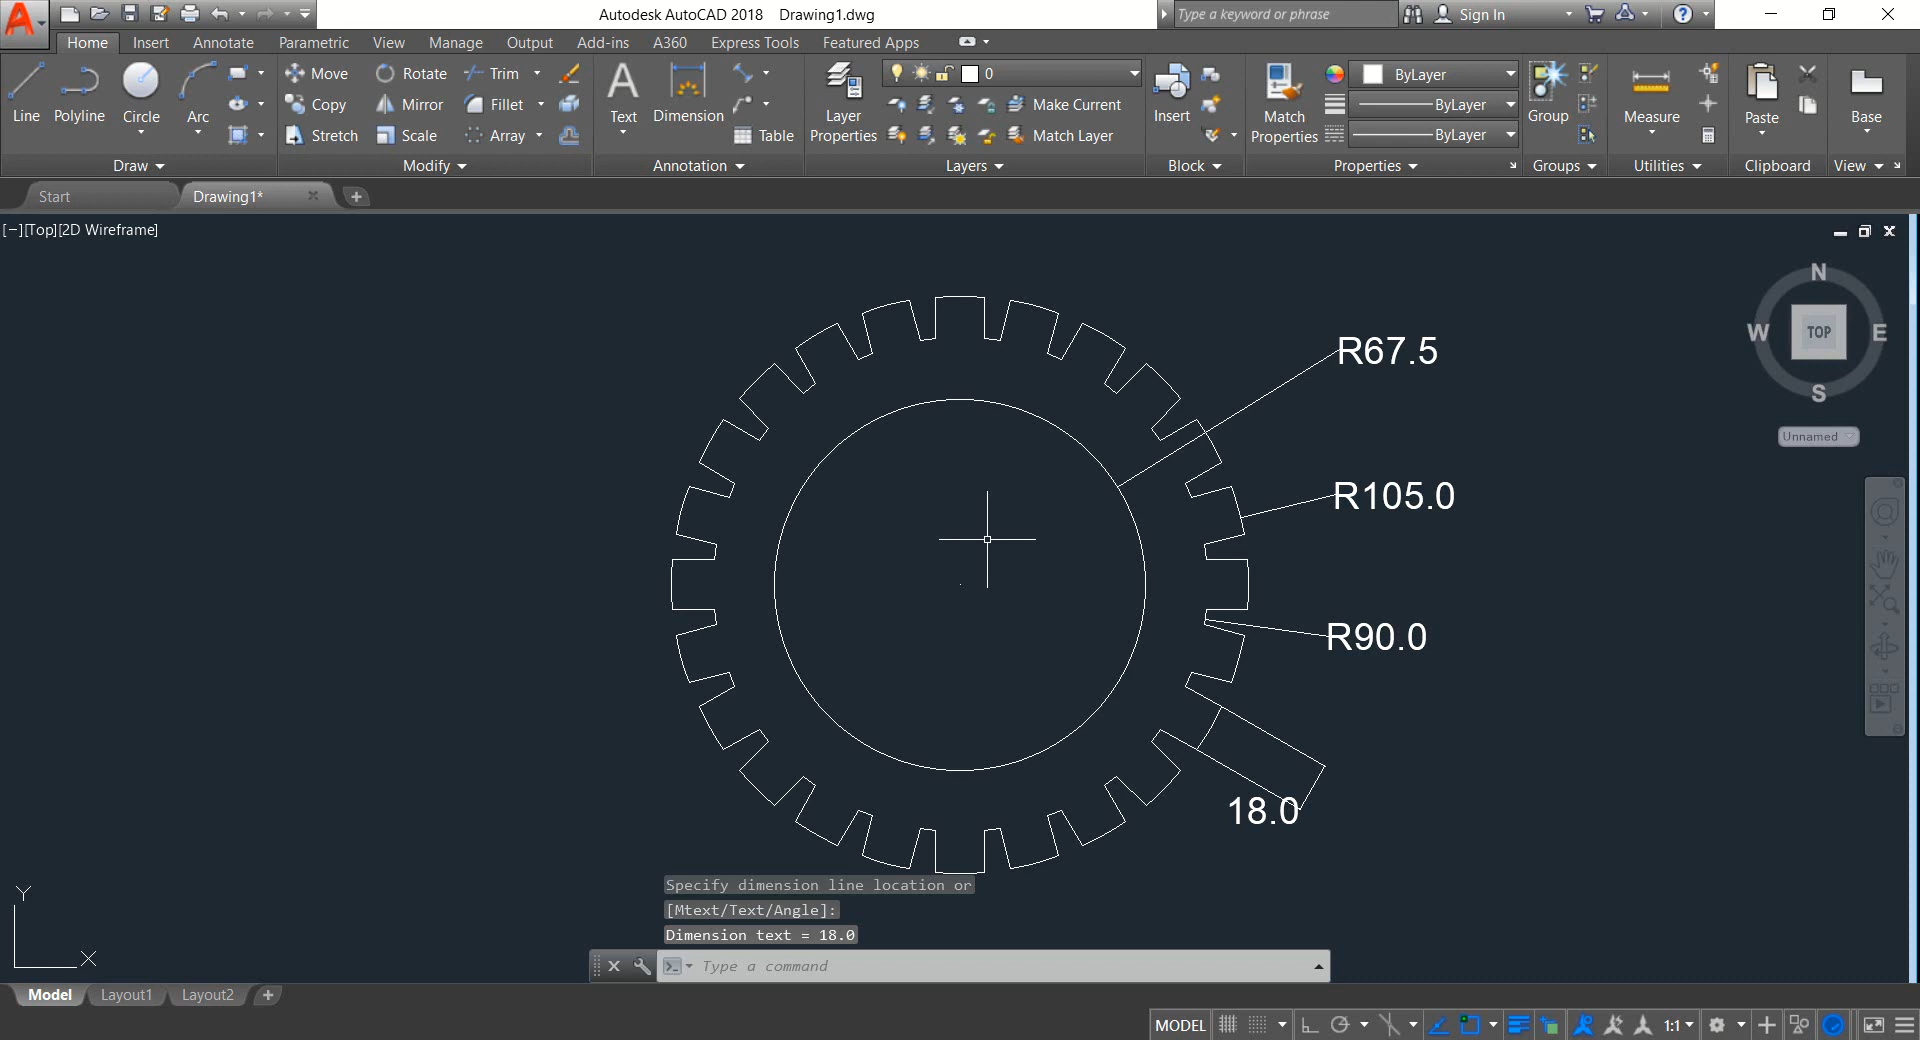 Autodesk AutoCAD 2018 Drawing1.dwg
Type a keyword or phrase
Sign In
Home Insert Annotate Parametric View Manage Output Add-ins A360 Express Tools Featured Apps
Line
Polyline
Circle
Arc
Move
Copy
Stretch
Rotate
Mirror
Scale
Trim
Fillet
Array
Text
Dimension
Table
Layer
Properties
0
Make Current
Match Layer
Insert
Match
Properties
ByLayer
ByLayer
ByLayer
Group
Measure
Paste
Base
Draw
Modify
Annotation
Layers
Block
Properties
Groups
Utilities
Clipboard
View
Start
Drawing1*
[−][Top][2D Wireframe]
N
W
TOP
E
S
Unnamed
R67.5
R105.0
R90.0
18.0
Y
X
Specify dimension line location or
[Mtext/Text/Angle]:
Dimension text = 18.0
Type a command
Model Layout1 Layout2
MODEL
1:1